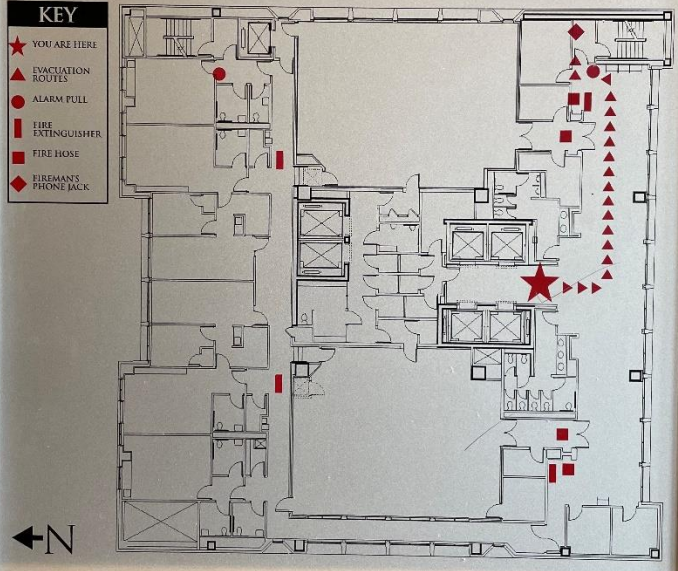 KEY
YOU ARE HERE
EVACUATION
ROUTES
ALARM PULL
FIRE
EXTINGUISHER
FIRE HOSE
FIREMAN'S
PHONE JACK
N